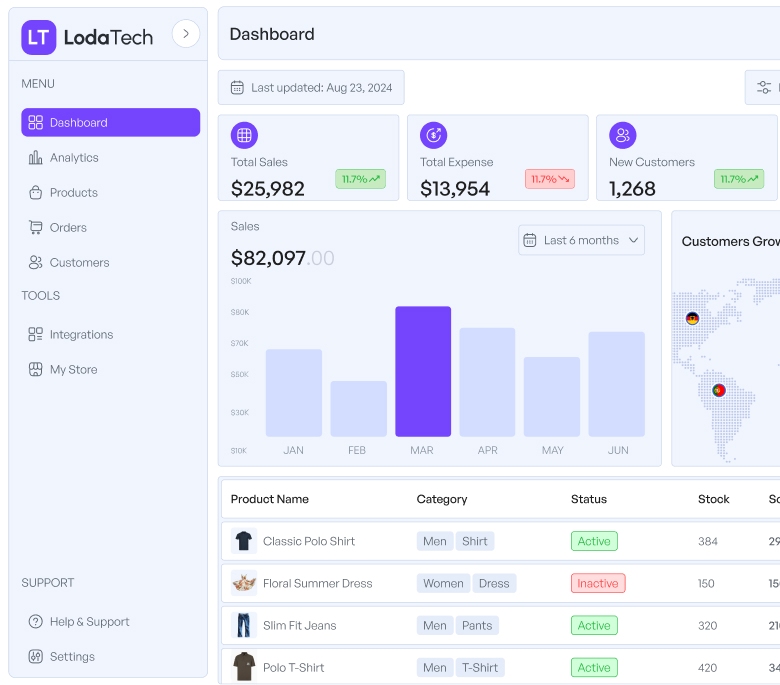 LT LodaTech
MENU
Dashboard
Analytics
Products
Orders
Customers
TOOLS
Integrations
My Store
SUPPORT
Help & Support
Settings
Dashboard
Last updated: Aug 23, 2024
Total Sales
$25,982
11.7%
Total Expense
$13,954
11.7%
New Customers
1,268
11.7%
Sales
$82,097.00
Last 6 months
$100K
$80K
$70K
$50K
$30K
$10K
JAN FEB MAR APR MAY JUN
Customers Grow
Product Name Category Status Stock
Classic Polo Shirt Men Shirt Active 384 29
Floral Summer Dress Women Dress Inactive 150 15
Slim Fit Jeans Men Pants Active 320 21
Polo T-Shirt Men T-Shirt Active 420 34